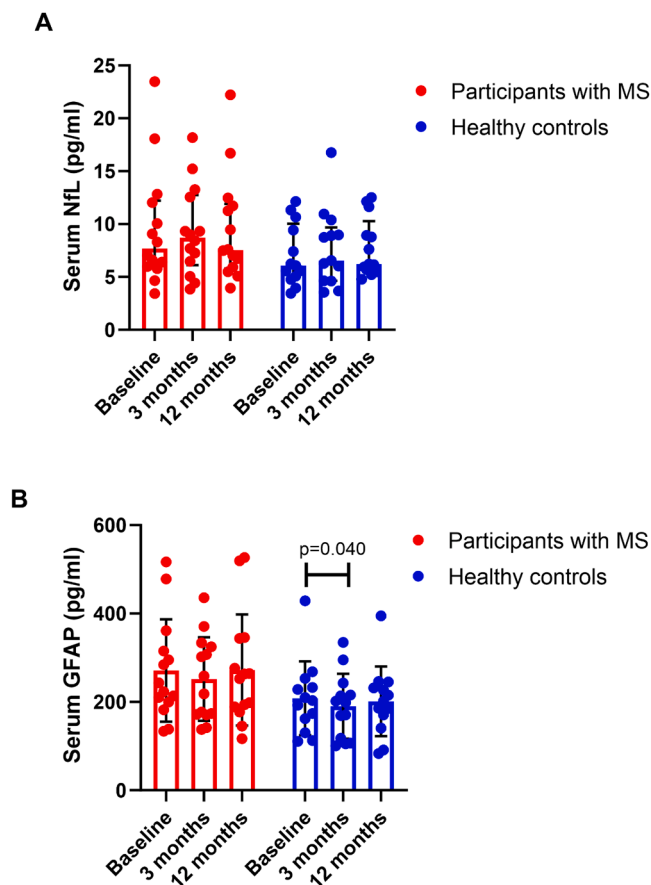 A
Serum NfL (pg/ml)
25
20
15
10
5
0
Baseline
3 months
12 months
Baseline
3 months
12 months
Participants with MS
Healthy controls
B
Serum GFAP (pg/ml)
600
400
200
0
p=0.040
Baseline
3 months
12 months
Baseline
3 months
12 months
Participants with MS
Healthy controls